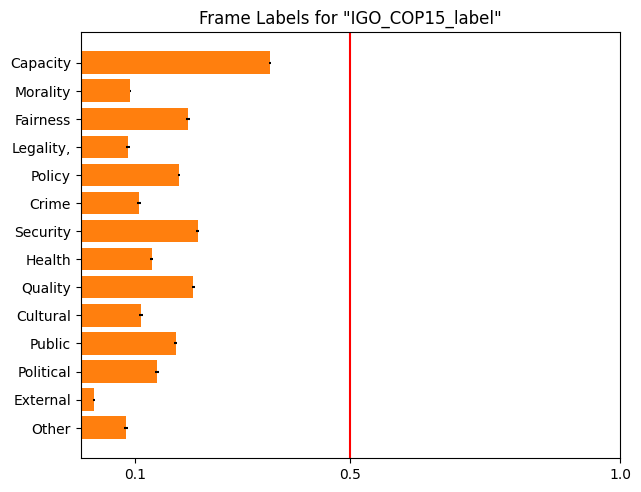 Frame Labels for "IGO_COP15_label"
Capacity
Morality
Fairness
Legality,
Policy
Crime
Security
Health
Quality
Cultural
Public
Political
External
Other
0.1 0.5 1.0